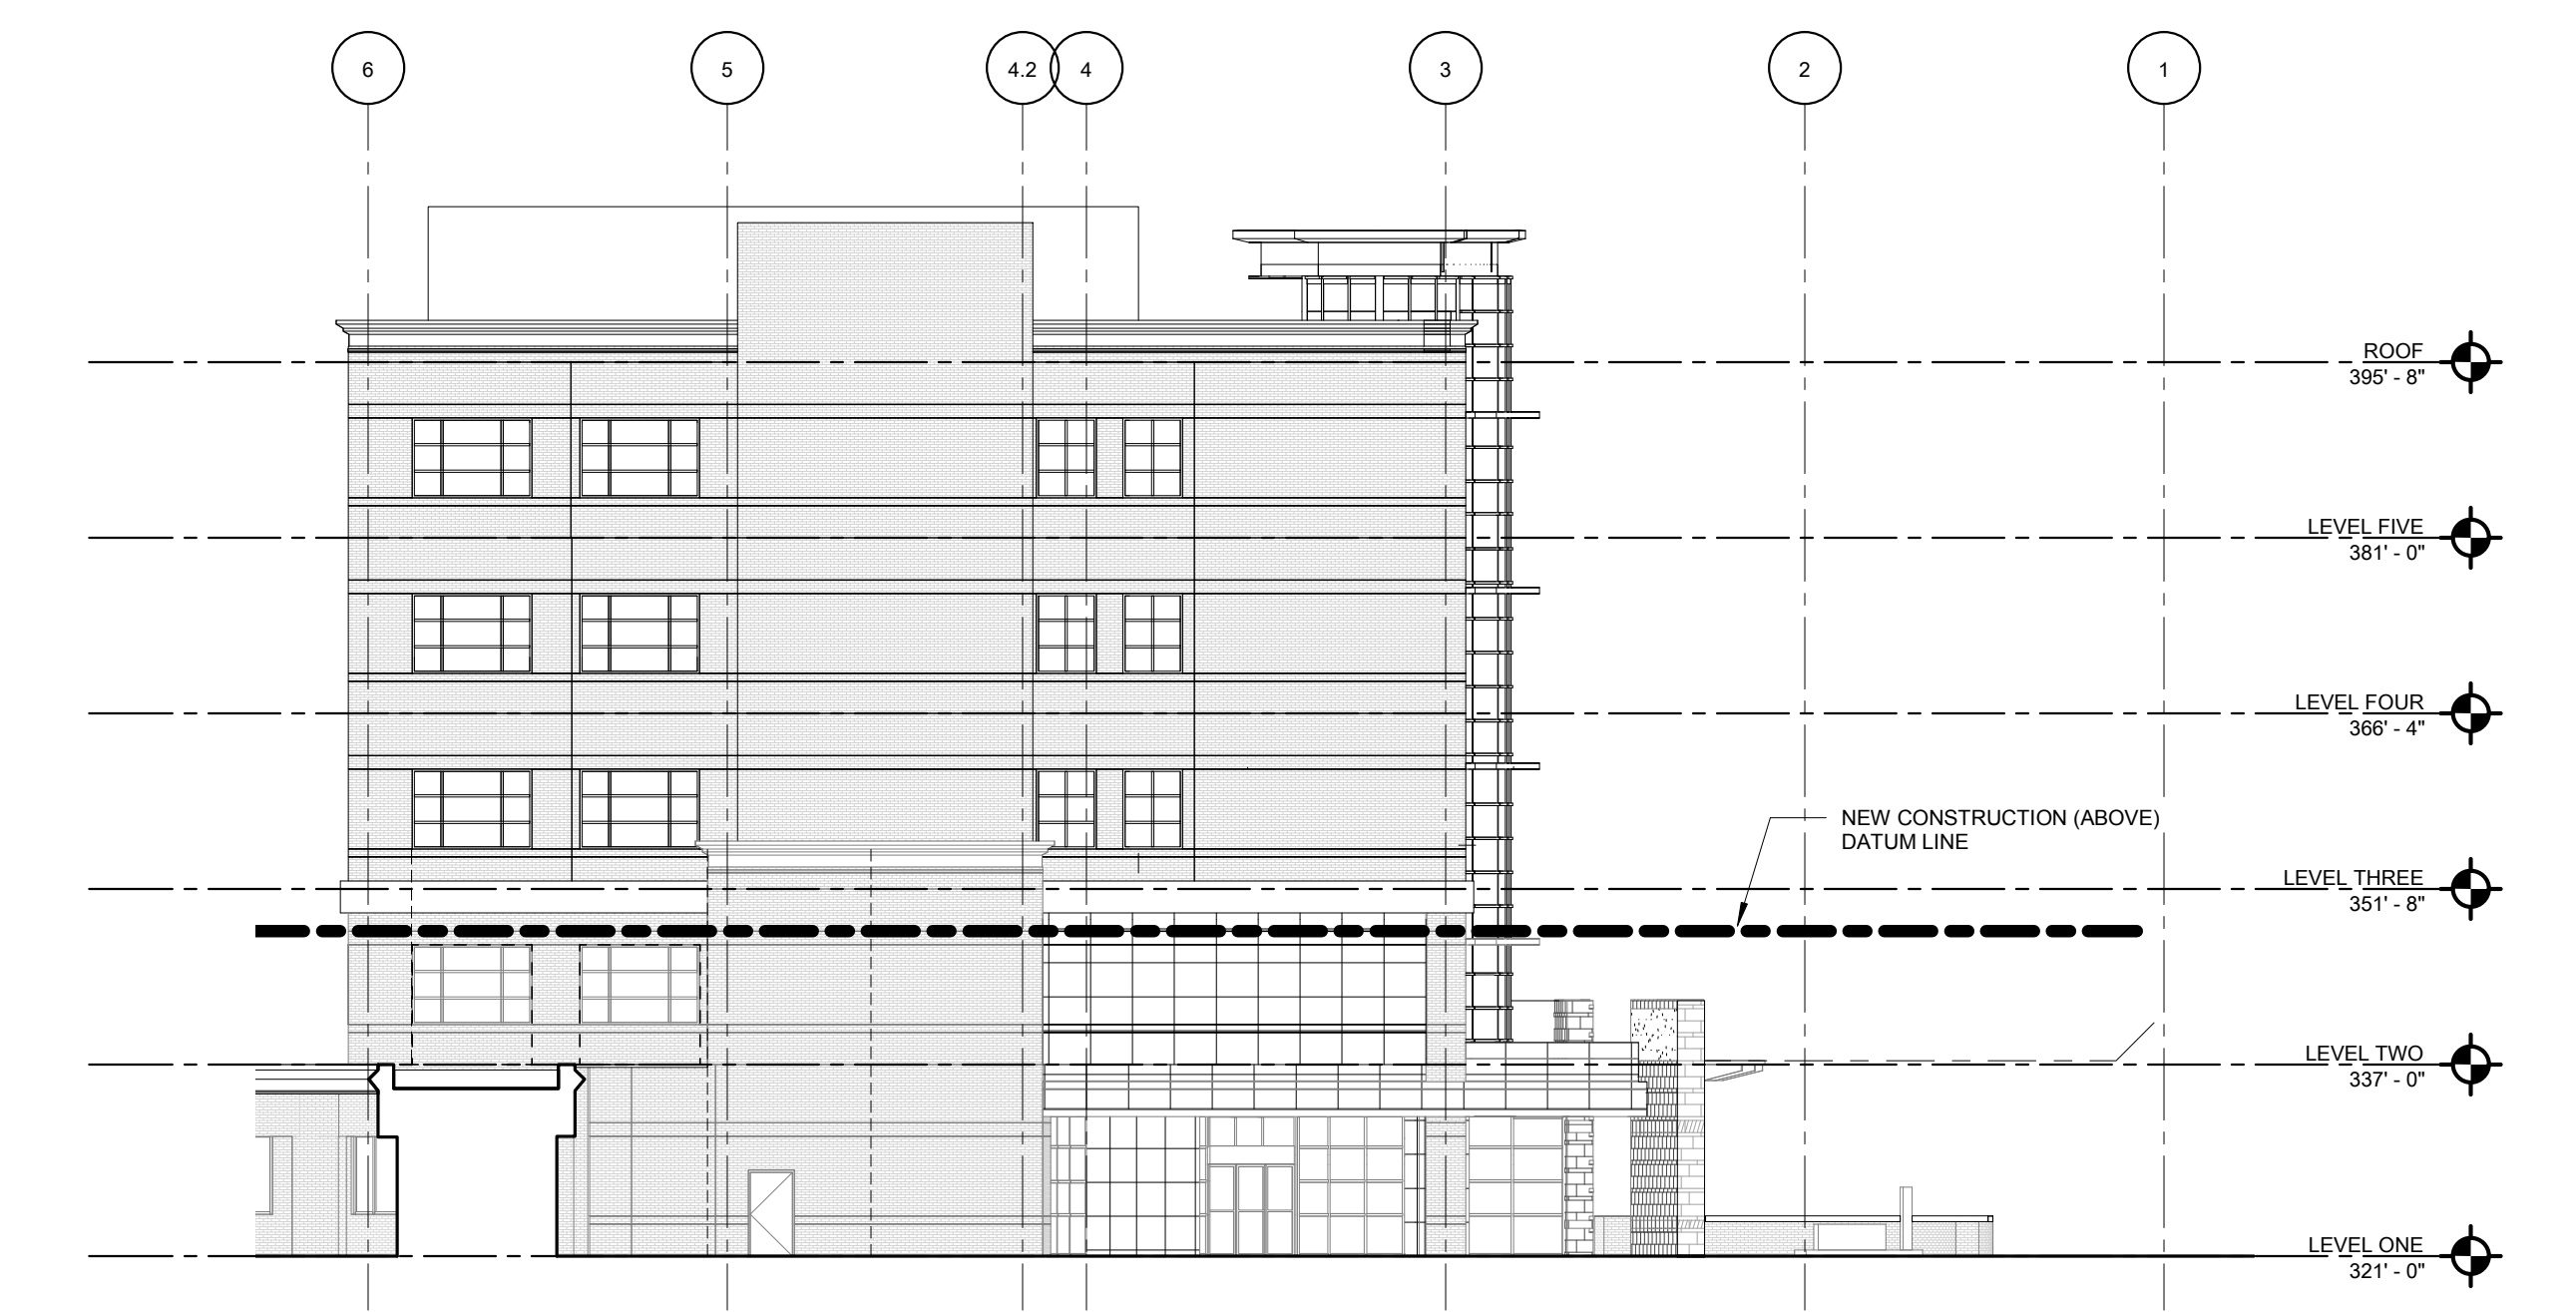 6
5
4.2
4
3
2
1
ROOF
395' - 8"
LEVEL FIVE
381' - 0"
LEVEL FOUR
366' - 4"
NEW CONSTRUCTION (ABOVE)
DATUM LINE
LEVEL THREE
351' - 8"
LEVEL TWO
337' - 0"
LEVEL ONE
321' - 0"